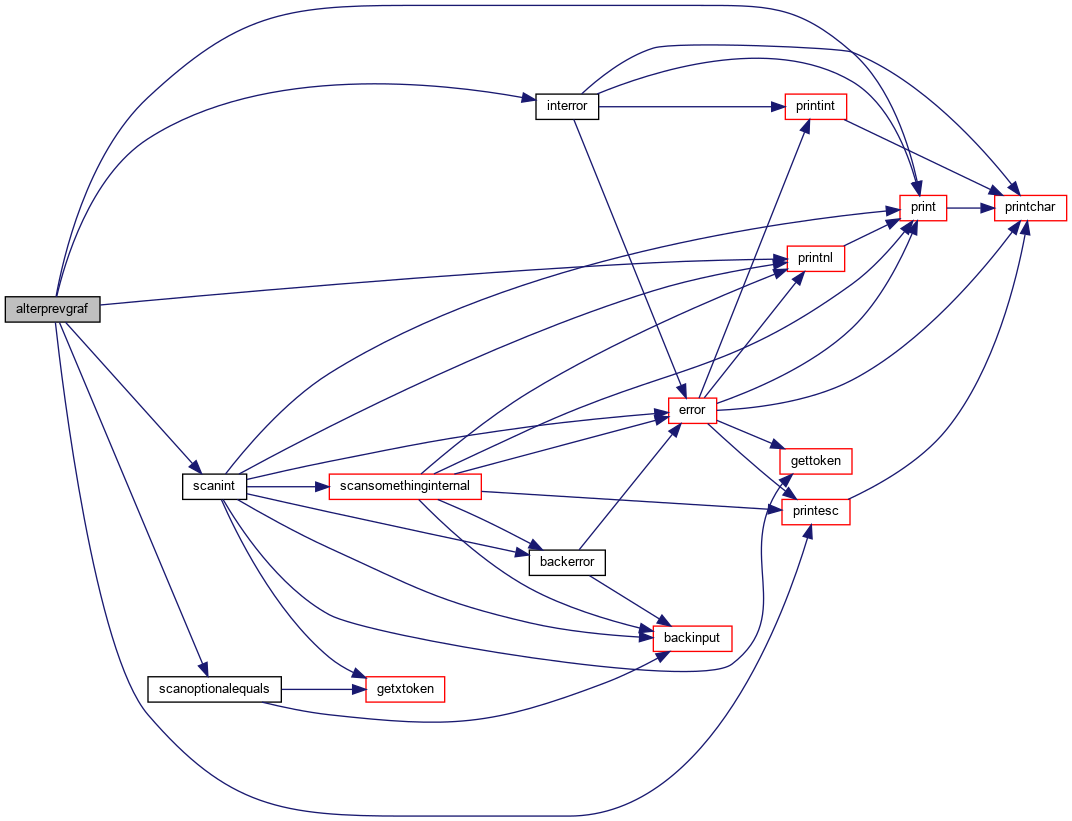 interror
printint
print
printchar
printnl
alterprevgraf
error
gettoken
scanint
scansomethinginternal
printesc
backerror
backinput
scanoptionalequals
getxtoken